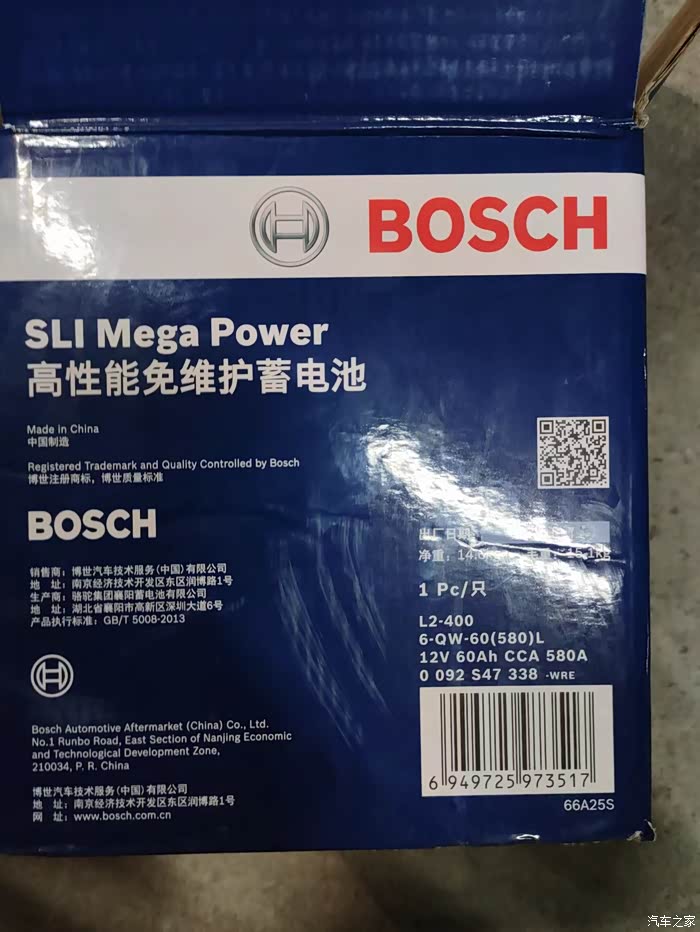 BOSCH
SLI Mega Power
高性能免维护蓄电池
Made in China
中国制造
Registered Trademark and Quality Controlled by Bosch
博世注册商标，博世质量标准
BOSCH
销售商：博世汽车技术服务(中国)有限公司
地 址：南京经济技术开发区东区润博路1号
生产商：骆驼集团襄阳蓄电池有限公司
地 址：湖北省襄阳市高新区深圳大道6号
产品执行标准：GB/T 5008-2013
Bosch Automotive Aftermarket (China) Co., Ltd.
No.1 Runbo Road, East Section of Nanjing Economic
and Technological Development Zone,
210034, P. R. China
博世汽车技术服务(中国)有限公司
地 址：南京经济技术开发区东区润博路1号
网 址：www.bosch.com.cn
出厂日期
净重：
1 Pc/只
L2-400
6-QW-60(580)L
12V 60Ah CCA 580A
0 092 S47 338 -WRE
6 949725 973517
66A25S
汽车之家